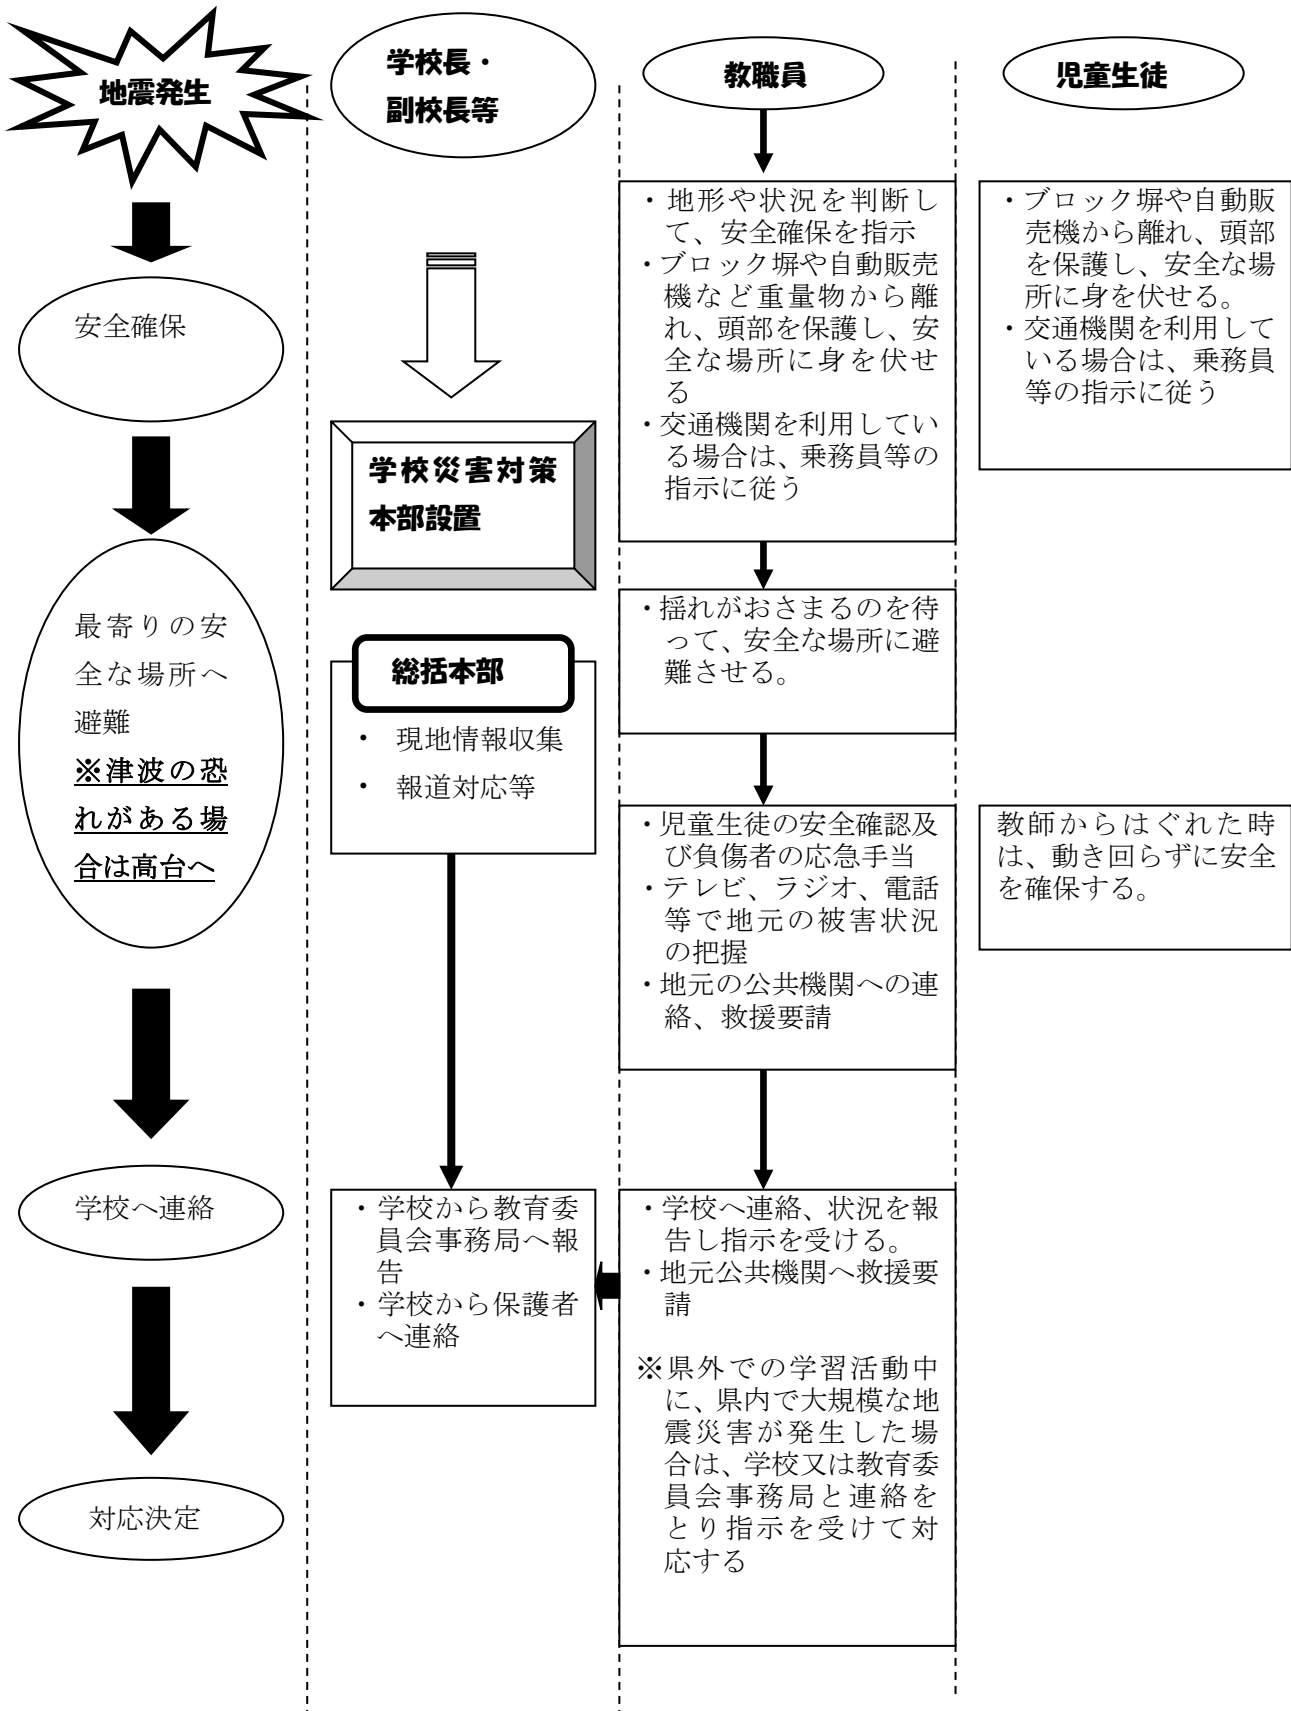 地震発生
安全確保
最寄りの安
全な場所へ
避難
※津波の恐
れがある場
合は高台へ
学校へ連絡
対応決定
学校長・
副校長等
学校災害対策
本部設置
総括本部
・ 現地情報収集
・ 報道対応等
・学校から教育委
員会事務局へ報
告
・学校から保護者
へ連絡
教職員
・地形や状況を判断し
て、安全確保を指示
・ブロック塀や自動販売
機など重量物から離
れ、頭部を保護し、安
全な場所に身を伏せ
る
・交通機関を利用してい
る場合は、乗務員等の
指示に従う
・揺れがおさまるのを待
って、安全な場所に避
難させる。
・児童生徒の安全確認及
び負傷者の応急手当
・テレビ、ラジオ、電話
等で地元の被害状況
の把握
・地元の公共機関への連
絡、救援要請
・学校へ連絡、状況を報
告し指示を受ける。
・地元公共機関へ救援要
請
※県外での学習活動中
に、県内で大規模な地
震災害が発生した場
合は、学校又は教育委
員会事務局と連絡を
とり指示を受けて対
応する
児童生徒
・ブロック塀や自動販
売機から離れ、頭部
を保護し、安全な場
所に身を伏せる。
・交通機関を利用して
いる場合は、乗務員
等の指示に従う
教師からはぐれた時
は、動き回らずに安全
を確保する。